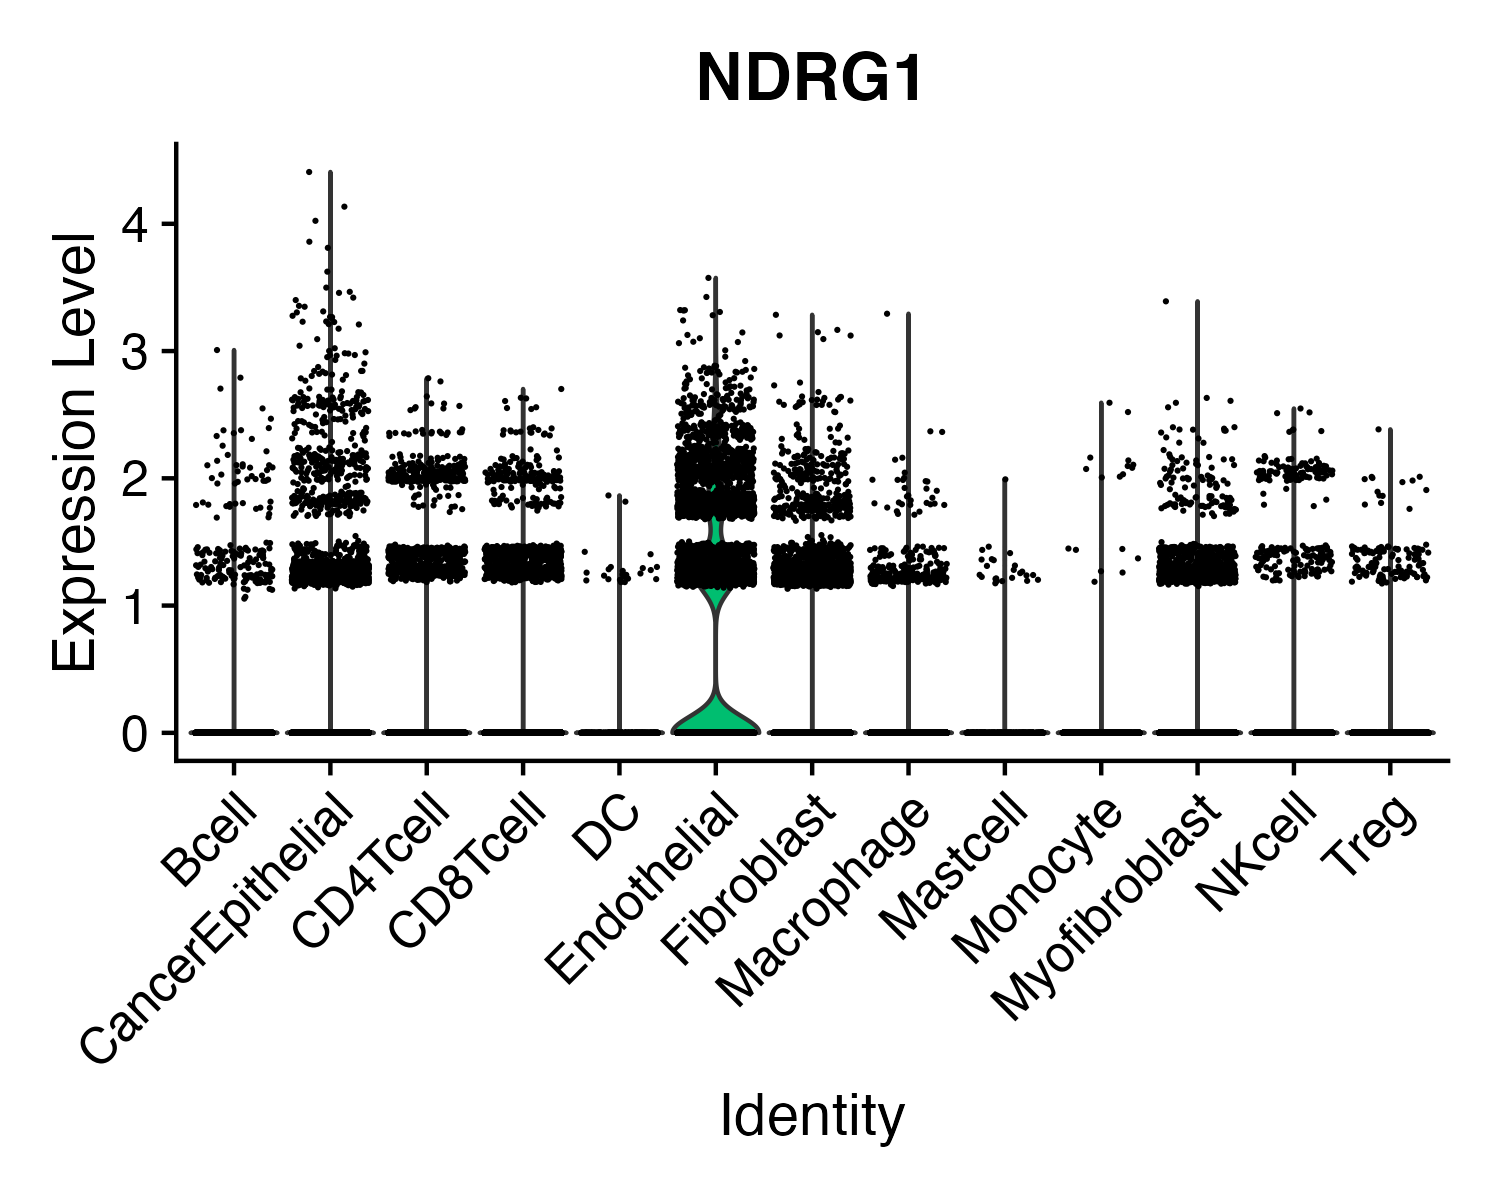 NDRG1
Expression Level
4
3
2
1
0
Bcell
CancerEpithelial
CD4Tcell
CD8Tcell
DC
Endothelial
Fibroblast
Macrophage
Mastcell
Monocyte
Myofibroblast
NKcell
Treg
Identity